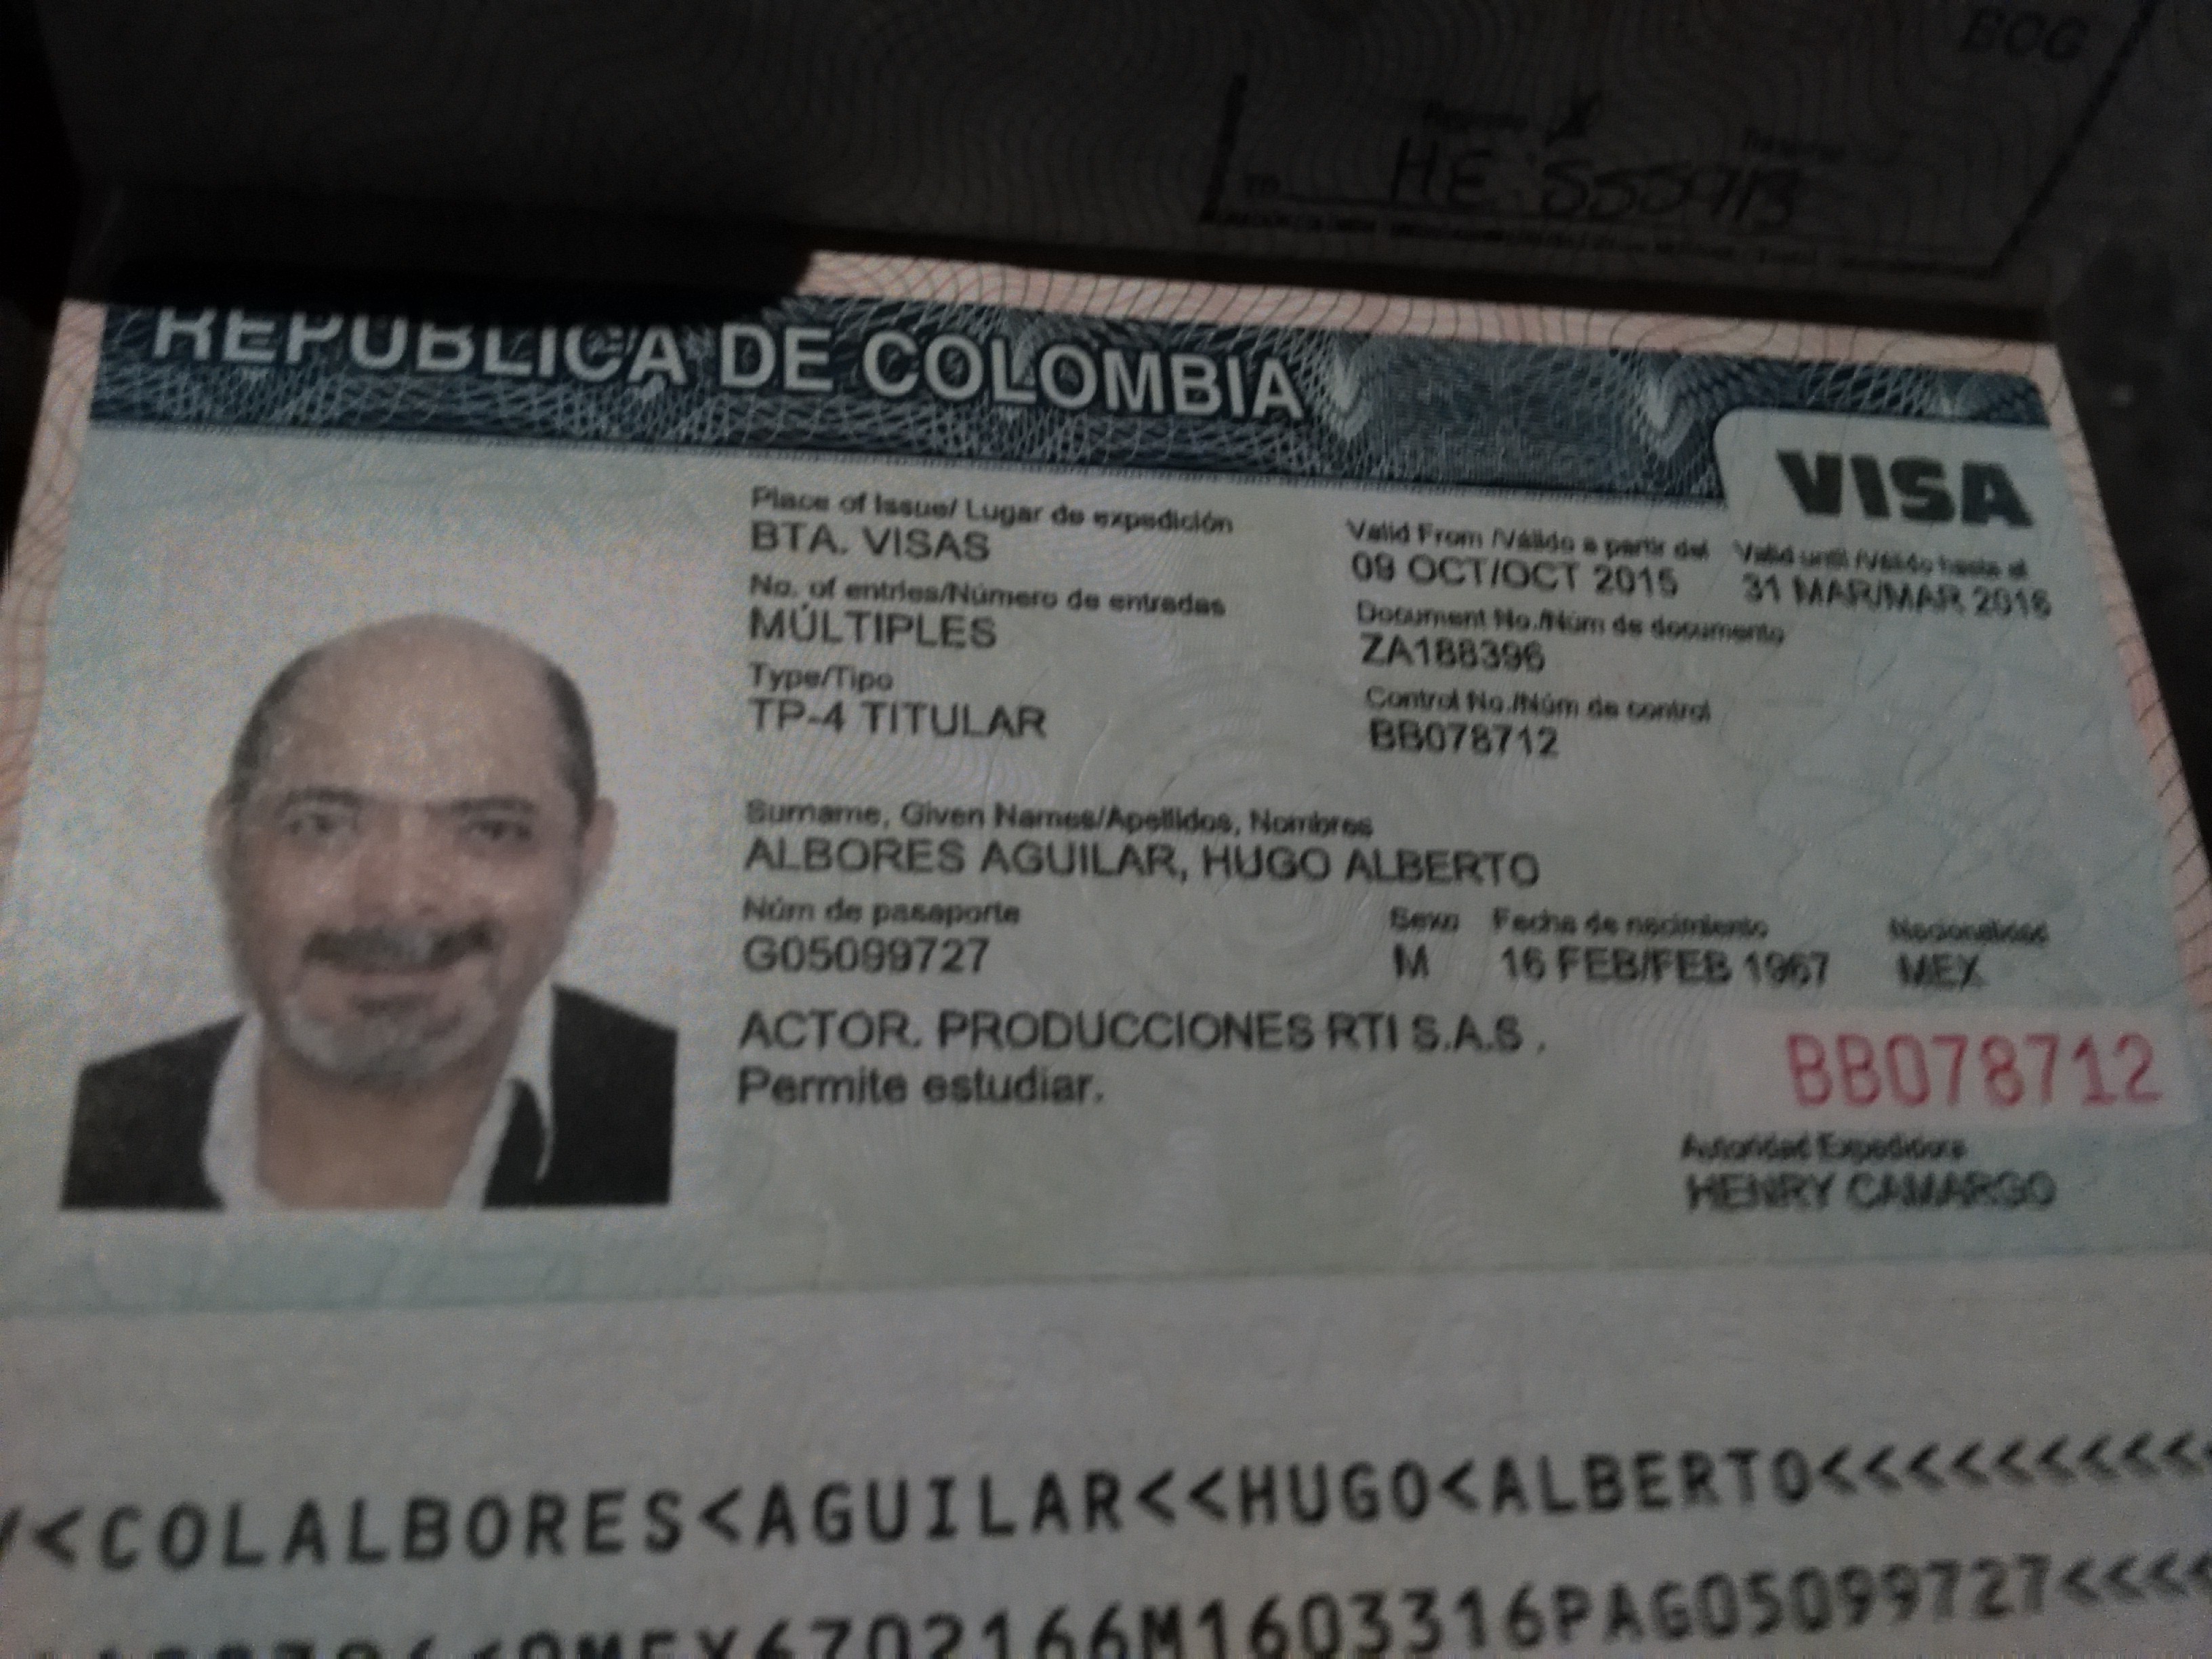 BOG
HE 555913
REPUBLICA DE COLOMBIA
VISA
Place of Issue/ Lugar de expedición
BTA. VISAS
Valid From /Válido a partir del Valid until /Válido hasta el
09 OCT/OCT 2015 31 MAR/MAR 2016
No. of entries/Número de entradas
MÚLTIPLES
Document No./Núm de documento
ZA188396
Type/Tipo
TP-4 TITULAR
Control No./Núm de control
BB078712
Surname, Given Names/Apellidos, Nombres
ALBORES AGUILAR, HUGO ALBERTO
Núm de pasaporte Sexo Fecha de nacimiento Nacionalidad
G05099727 M 16 FEB/FEB 1967 MEX
ACTOR. PRODUCCIONES RTI S.A.S .
Permite estudiar.
BB078712
Autoridad Expedidora
HENRY CAMARGO
<COLALBORES<AGUILAR<<HUGO<ALBERTO<<<<<<<<<<
MEX6702166M1603316PAG05099727<<<<